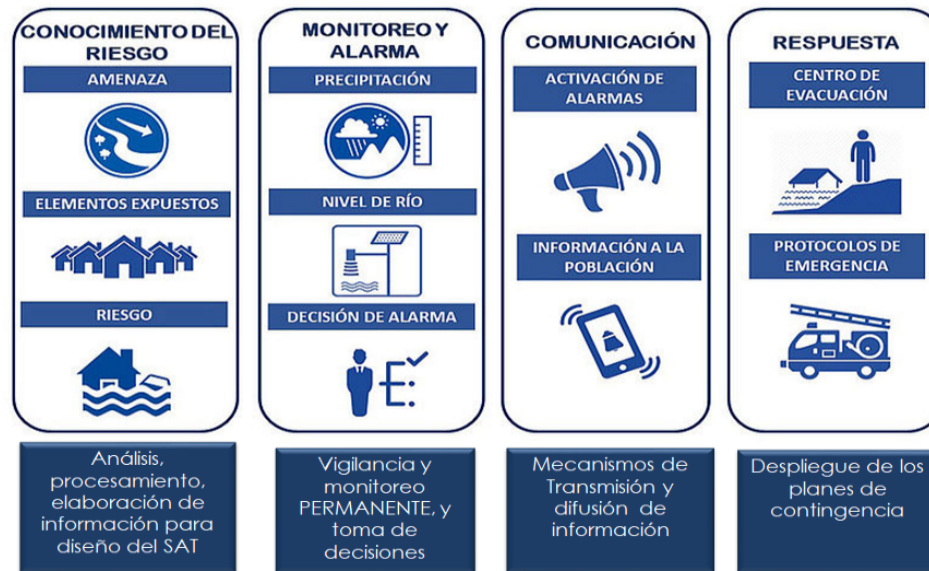 CONOCIMIENTO DEL
RIESGO
AMENAZA
ELEMENTOS EXPUESTOS
RIESGO
Análisis,
procesamiento,
elaboración de
información para
diseño del SAT
MONITOREO Y
ALARMA
PRECIPITACIÓN
NIVEL DE RÍO
DECISIÓN DE ALARMA
Vigilancia y
monitoreo
PERMANENTE, y
toma de
decisiones
COMUNICACIÓN
ACTIVACIÓN DE
ALARMAS
INFORMACIÓN A LA
POBLACIÓN
Mecanismos de
Transmisión y
difusión de
información
RESPUESTA
CENTRO DE
EVACUACIÓN
PROTOCOLOS DE
EMERGENCIA
Despliegue de los
planes de
contingencia